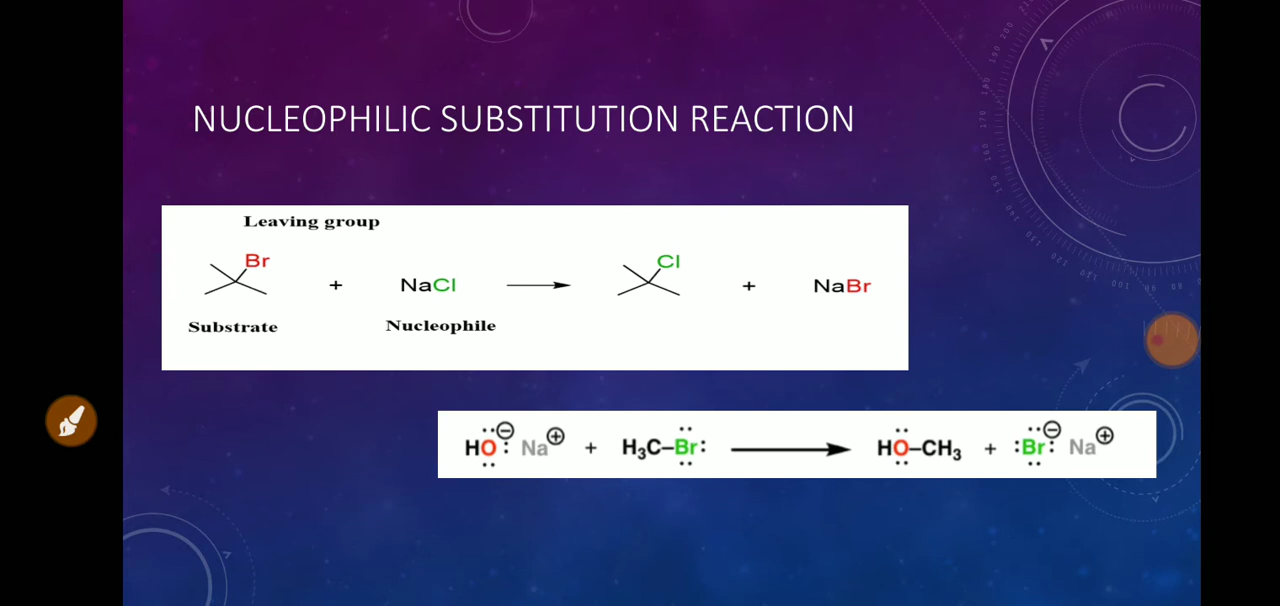 NUCLEOPHILIC SUBSTITUTION REACTION
Leaving group
Br
Cl
+ NaCl + NaBr
Substrate Nucleophile
HO:⊖ Na⊕ + H₃C–Br: HO–CH₃ + :Br:⊖ Na⊕